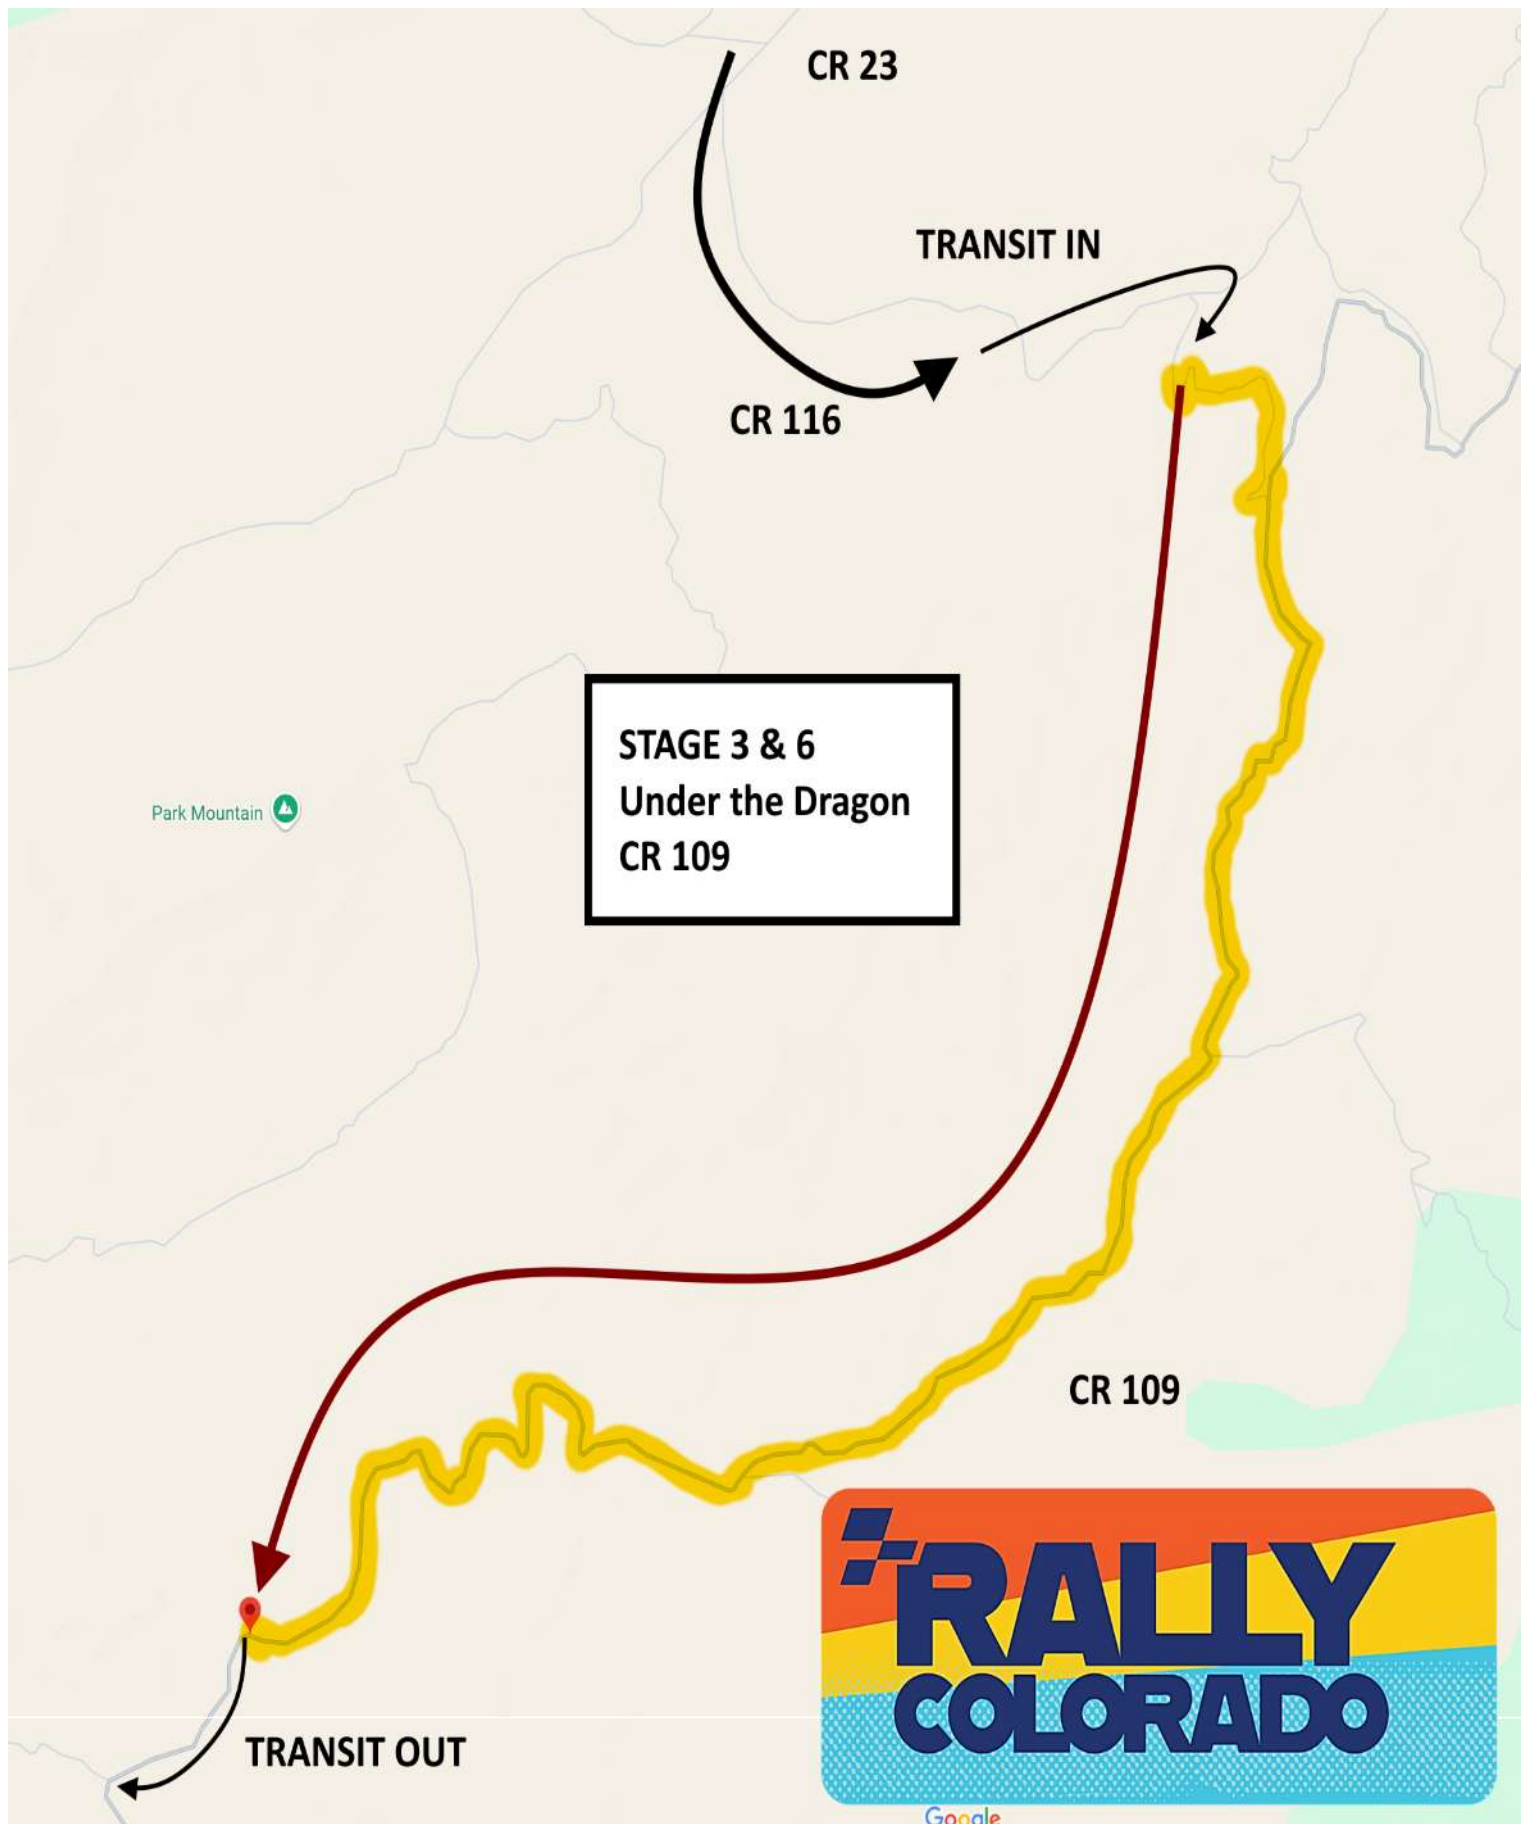 CR 23
TRANSIT IN
CR 116
STAGE 3 & 6
Under the Dragon
CR 109
Park Mountain
CR 109
RALLY
COLORADO
TRANSIT OUT
Google